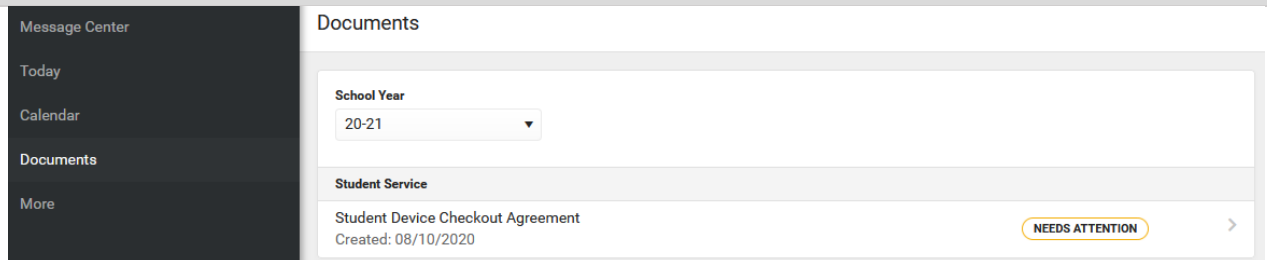 Message Center
Today
Calendar
Documents
More
Documents
School Year
20-21
Student Service
Student Device Checkout Agreement
Created: 08/10/2020
NEEDS ATTENTION